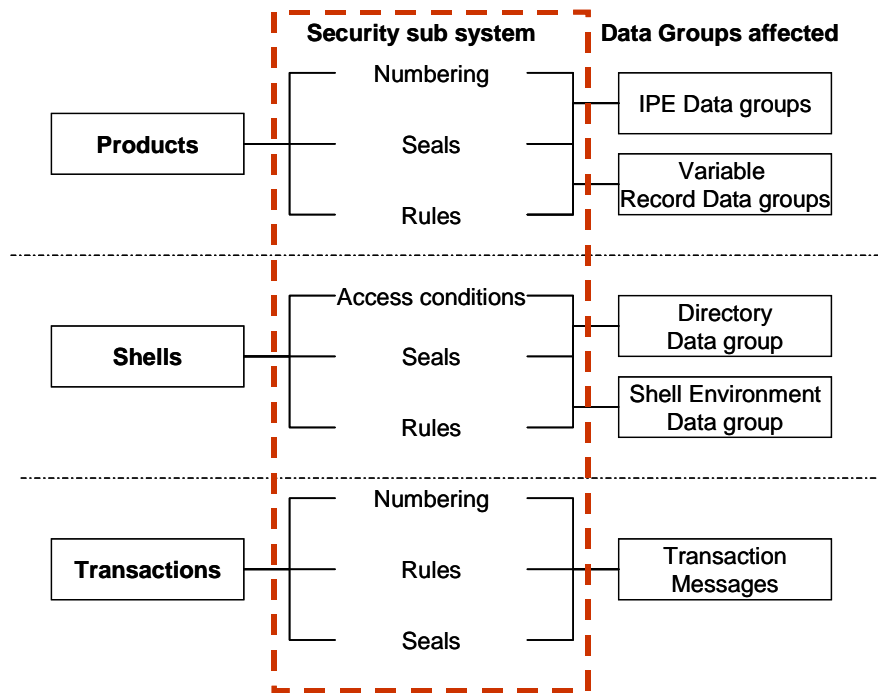 Security sub system
Data Groups affected
Products
Numbering
Seals
Rules
IPE Data groups
Variable
Record Data groups
Shells
Access conditions
Seals
Rules
Directory
Data group
Shell Environment
Data group
Transactions
Numbering
Rules
Seals
Transaction
Messages